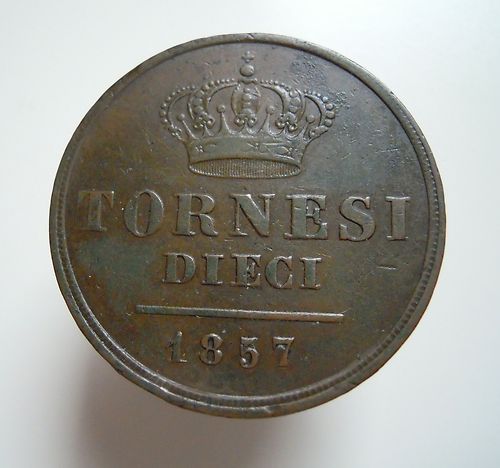 TORNESI
DIECI
1857